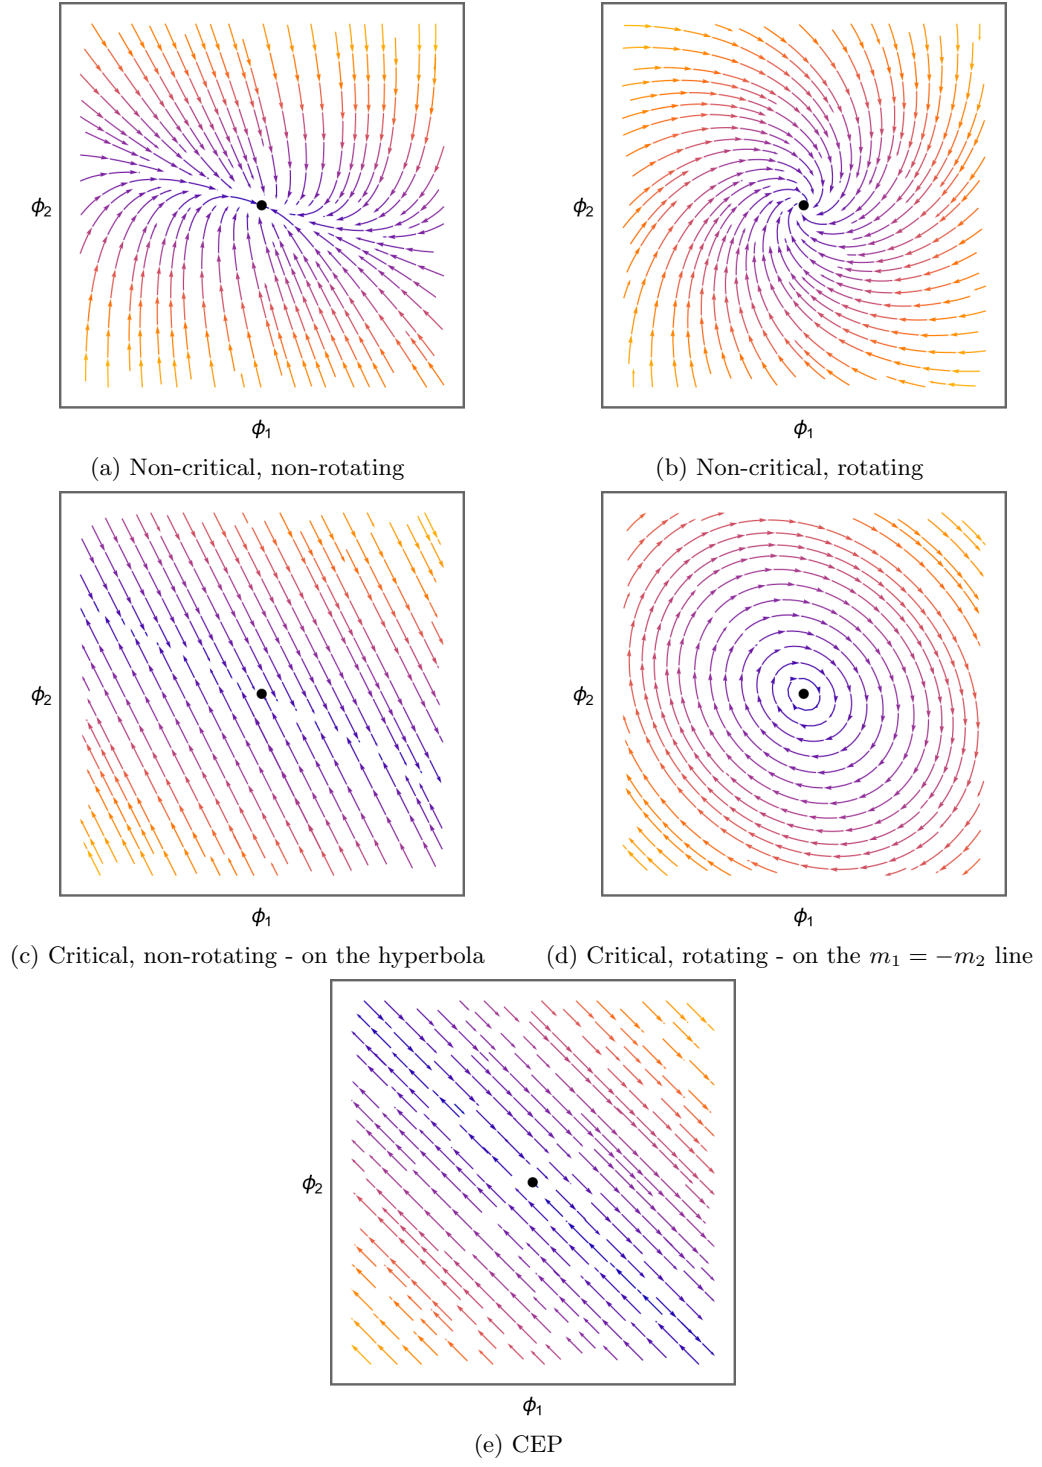 ϕ₂
ϕ₂
ϕ₁
ϕ₁
(a) Non-critical, non-rotating
(b) Non-critical, rotating
ϕ₂
ϕ₂
ϕ₁
ϕ₁
(c) Critical, non-rotating - on the hyperbola
(d) Critical, rotating - on the m₁ = −m₂ line
ϕ₂
ϕ₁
(e) CEP